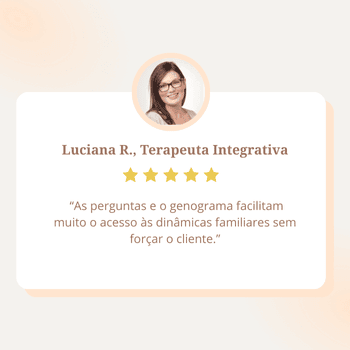 Luciana R., Terapeuta Integrativa
“As perguntas e o genograma facilitam
muito o acesso às dinâmicas familiares sem
forçar o cliente.”